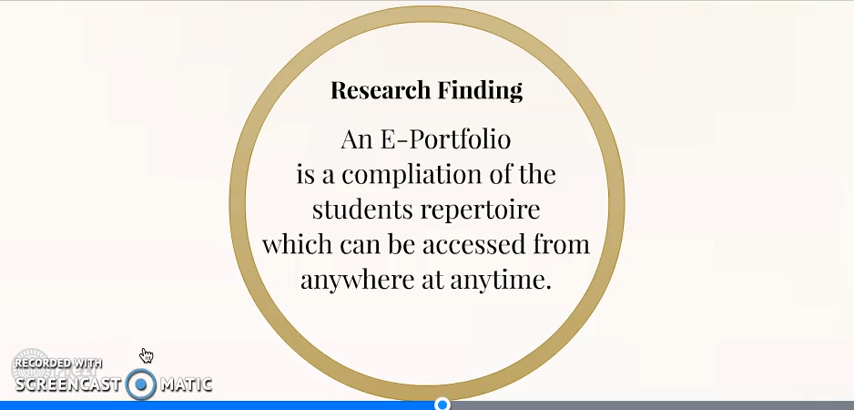 Research Finding
An E-Portfolio
is a compliation of the
students repertoire
which can be accessed from
anywhere at anytime.
RECORDED WITH
SCREENCAST MATIC